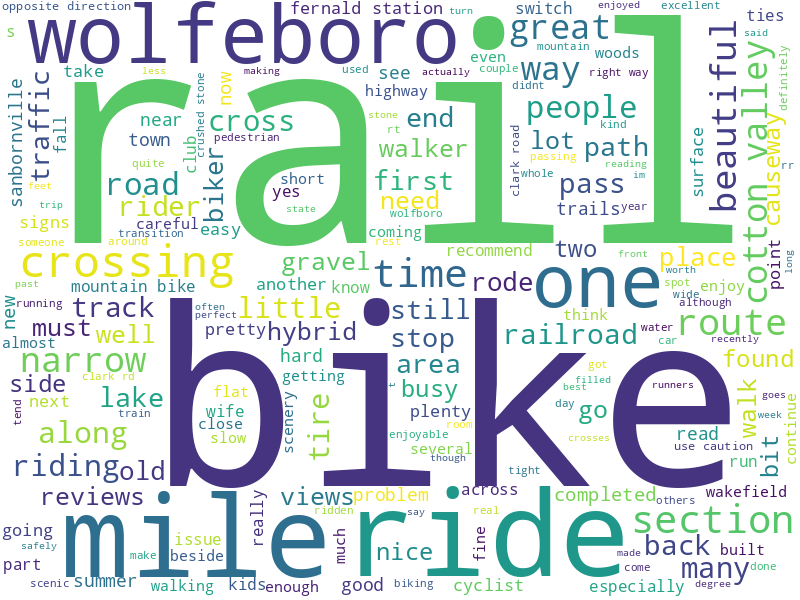 opposite direction
wolfeboro
fernald station
switch
great
excellent
enjoyed
turn
mountain
said
ties
s
take
rail
see
couple
even
way
woods
less
making
used
actually
didnt
right way
traffic
sanbornville
fall
now
highway
near
cross
crushed stone
end
people
kind
definitely
beautiful
cotton valley
town
club
pedestrian
stone
rt
walker
lot
path
passing
reading
surface
quite
biker
short
yes
first
clark road
whole
im
rr
feet
road
state
need
pass
causeway
trip
rider
wolfboro
trails
year
signs
careful
easy
coming
someone
transition
around
rest
recommend
two
front
place
point
long
crossing
gravel
time
rode
one
worth
spot
enjoy
past
mountain bike
another
know
wide
although
new
running
track
often
perfect
little
still
think
water
recently
route
must
well
pretty
hybrid
stop
railroad
car
almost
narrow
hard
area
got
found
side
clark rd
flat
getting
busy
filled
best
runners
goes
tend
next
lake
wife
scenery
tire
bike
plenty
day
go
walk
week
train
close
enjoyable
room
crosses
read
continue
along
slow
several
use caution
riding
old
though
tight
run
bit
reviews
really
views
problem
across
completed
wakefield
others
going
mile
ridden
say
real
ride
section
safely
issue
much
nice
fine
made
back
built
part
make
beside
come
many
done
scenic
summer
walking
kids
enough
good
biking
cyclist
especially
degree